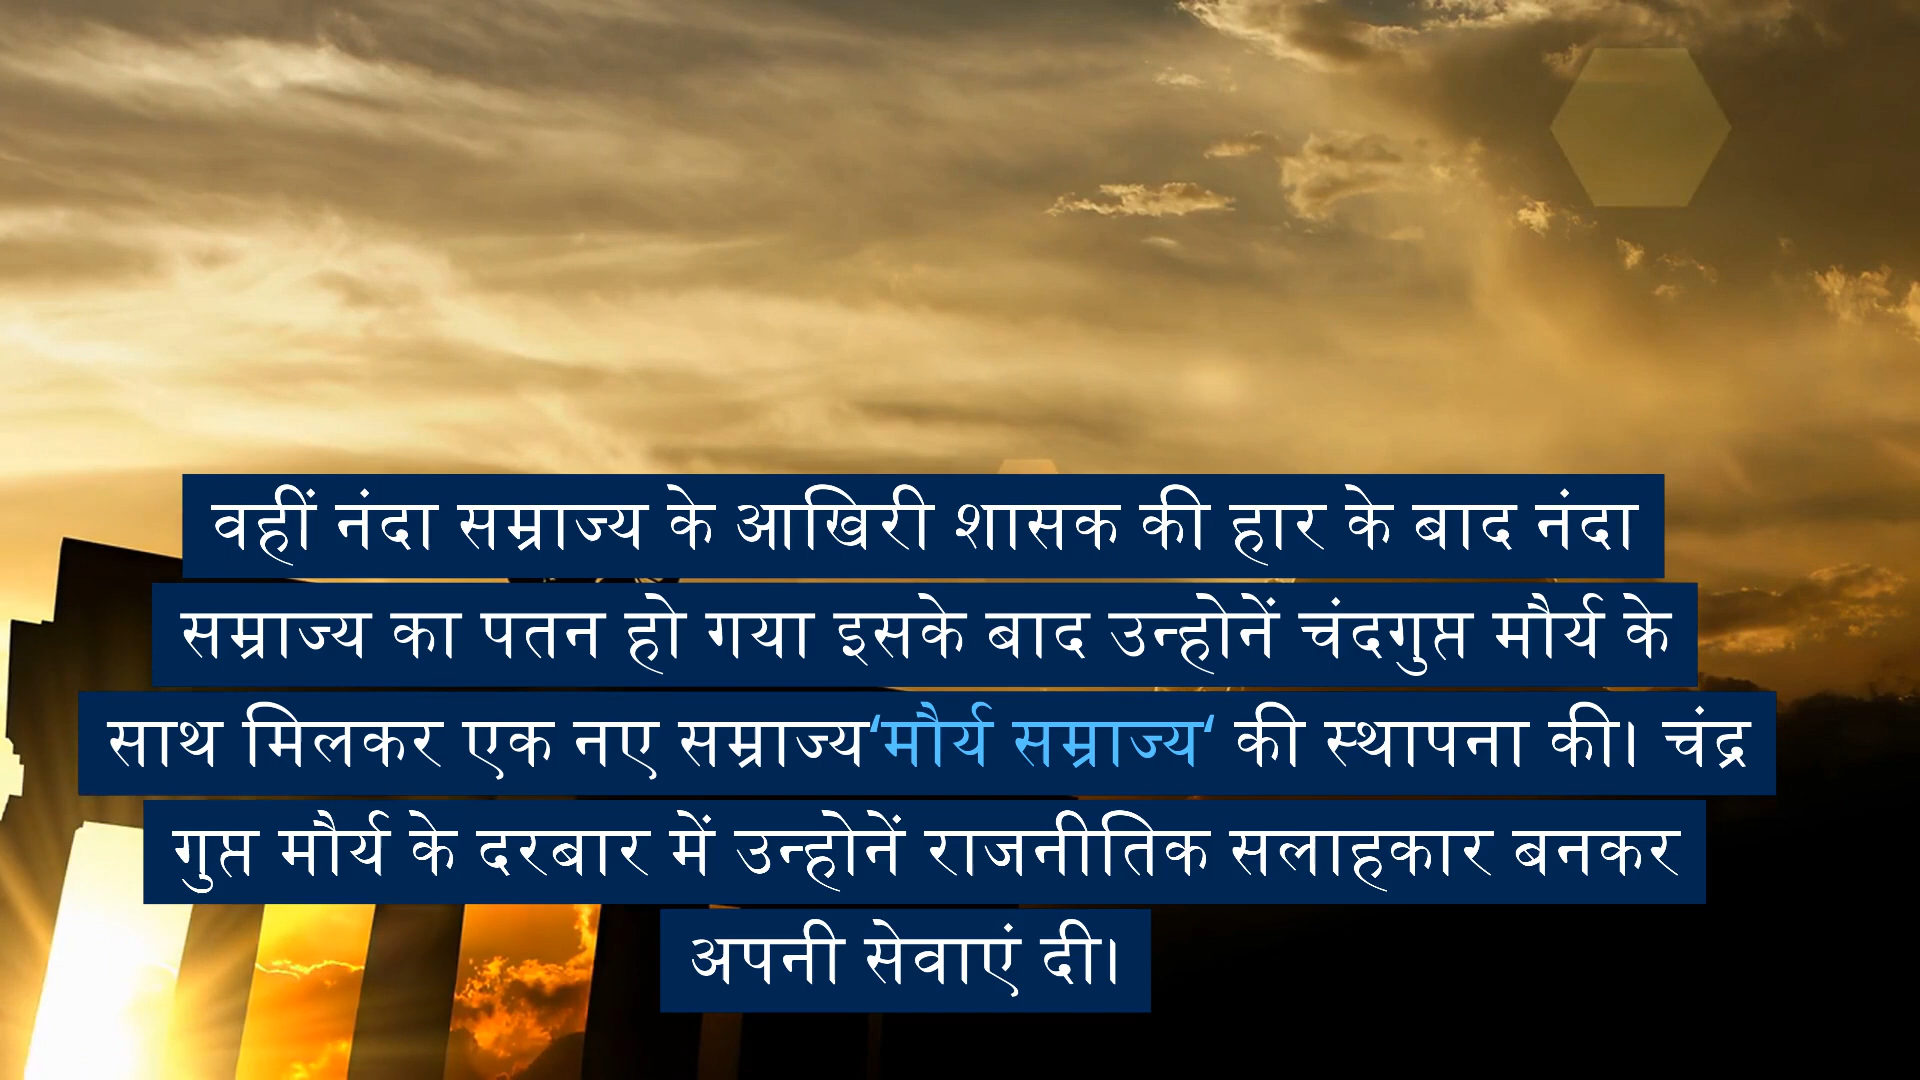 वहीं नंदा सम्राज्य के आखिरी शासक की हार के बाद नंदा
सम्राज्य का पतन हो गया इसके बाद उन्होनें चंदगुप्त मौर्य के
साथ मिलकर एक नए सम्राज्य‘मौर्य सम्राज्य‘ की स्थापना की। चंद्र
गुप्त मौर्य के दरबार में उन्होनें राजनीतिक सलाहकार बनकर
अपनी सेवाएं दी।